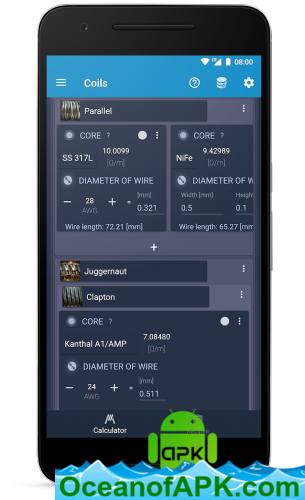 08:00
Coils
Parallel
CORE ?
CORE ?
SS 317L
10.0099
[Ω/m]
NiFe
9.42989
[Ω/m]
DIAMETER OF WIRE
DIAMETER OF W
28
AWG
=
[mm]
0.321
Width [mm]
0.5
Heigh
0.1
Wire length: 72.21 [mm]
Wire length: 65.27 [mm
+
Juggernaut
Clapton
CORE ?
Kanthal A1/AMP
7.08480
[Ω/m]
DIAMETER OF WIRE
24
AWG
=
[mm]
0.511
Calculator
apk
OceanofAPK.com